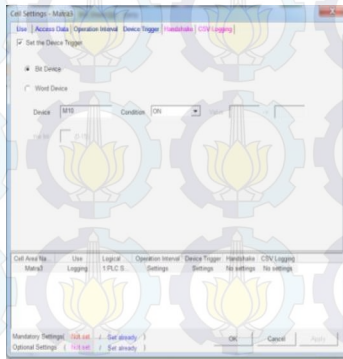 Cell Settings - Matra3
Use Access Data Operation Interval Device Trigger Handshake CSV Logging
Set the Device Trigger
Bit Device
Word Device
Device M16 Condition ON
Cell Area Na... Use Logical Operation Interval Device Trigger Handshake CSV Logging
Matra3 Logging 1:PLC S... Settings Settings No settings No settings
Mandatory Settings( Not set / Set already )
Optional Settings ( Not set / Set already )
OK Cancel Apply